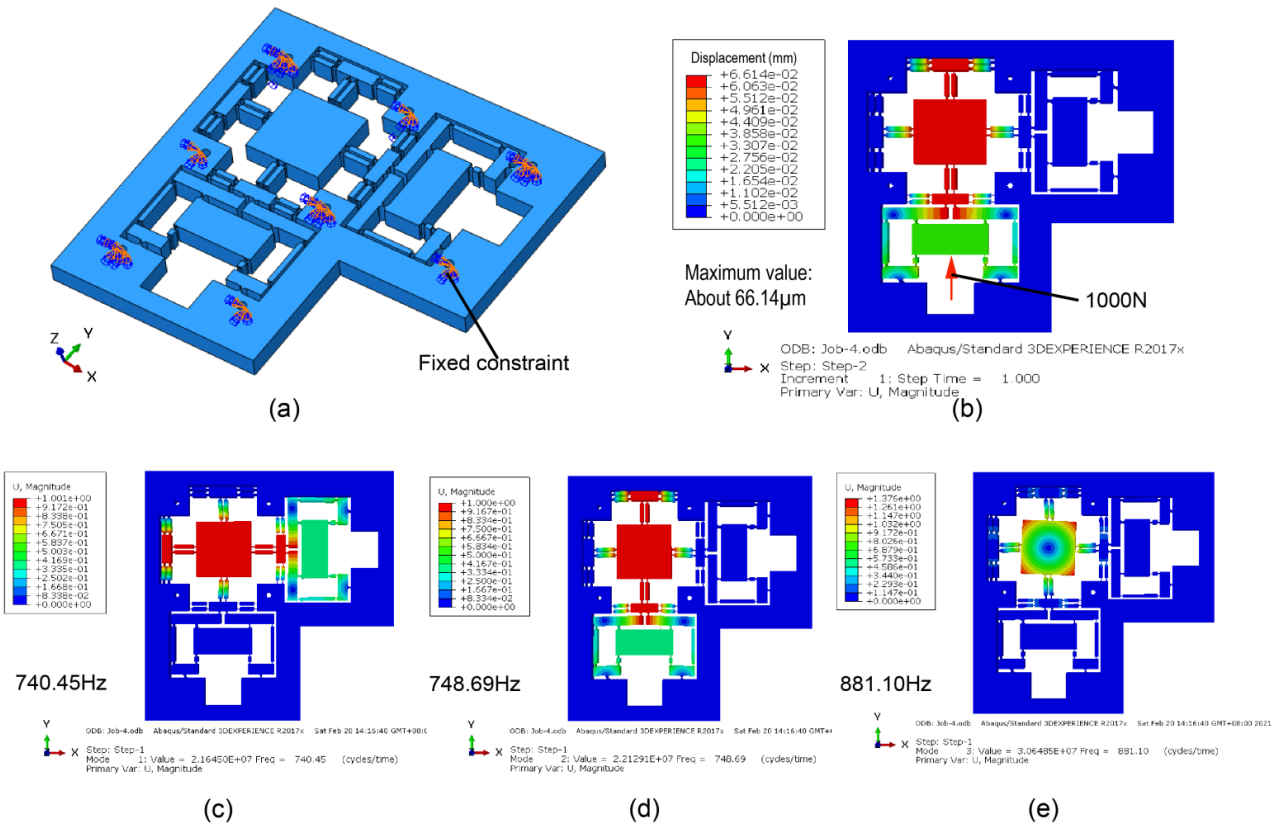 Z
Y
X
Fixed constraint
(a)
Displacement (mm)
+6.614e-02
+6.063e-02
+5.512e-02
+4.961e-02
+4.409e-02
+3.858e-02
+3.307e-02
+2.756e-02
+2.205e-02
+1.654e-02
+1.102e-02
+5.512e-03
+0.000e+00
Maximum value:
About 66.14μm
1000N
Y
X
ODB: Job-4.odb Abaqus/Standard 3DEXPERIENCE R2017x
Step: Step-2
Increment 1: Step Time = 1.000
Primary Var: U, Magnitude
(b)
U, Magnitude
+1.001e+00
+9.172e-01
+8.338e-01
+7.505e-01
+6.671e-01
+5.837e-01
+5.003e-01
+4.169e-01
+3.335e-01
+2.502e-01
+1.668e-01
+8.338e-02
+0.000e+00
740.45Hz
Y
X
ODB: Job-4.odb Abaqus/Standard 3DEXPERIENCE R2017x Sat Feb 20 14:16:40 GMT+08:(
Step: Step-1
Mode 1: Value = 2.16450E+07 Freq = 740.45 (cycles/time)
Primary Var: U, Magnitude
(c)
U, Magnitude
+1.000e+00
+9.167e-01
+8.334e-01
+7.500e-01
+6.667e-01
+5.834e-01
+5.000e-01
+4.167e-01
+3.334e-01
+2.500e-01
+1.667e-01
+8.334e-02
+0.000e+00
748.69Hz
Y
X
ODB: Job-4.odb Abaqus/Standard 3DEXPERIENCE R2017x Sat Feb 20 14:16:40 GMT+
Step: Step-1
Mode 2: Value = 2.21291E+07 Freq = 748.69 (cycles/time)
Primary Var: U, Magnitude
(d)
U, Magnitude
+1.376e+00
+1.261e+00
+1.147e+00
+1.032e+00
+9.172e-01
+8.026e-01
+6.879e-01
+5.733e-01
+4.586e-01
+3.440e-01
+2.293e-01
+1.147e-01
+0.000e+00
881.10Hz
Y
X
ODB: Job-4.odb Abaqus/Standard 3DEXPERIENCE R2017x Sat Feb 20 14:16:40 GMT+08:00 2021
Step: Step-1
Mode 3: Value = 3.06485E+07 Freq = 881.10 (cycles/time)
Primary Var: U, Magnitude
(e)